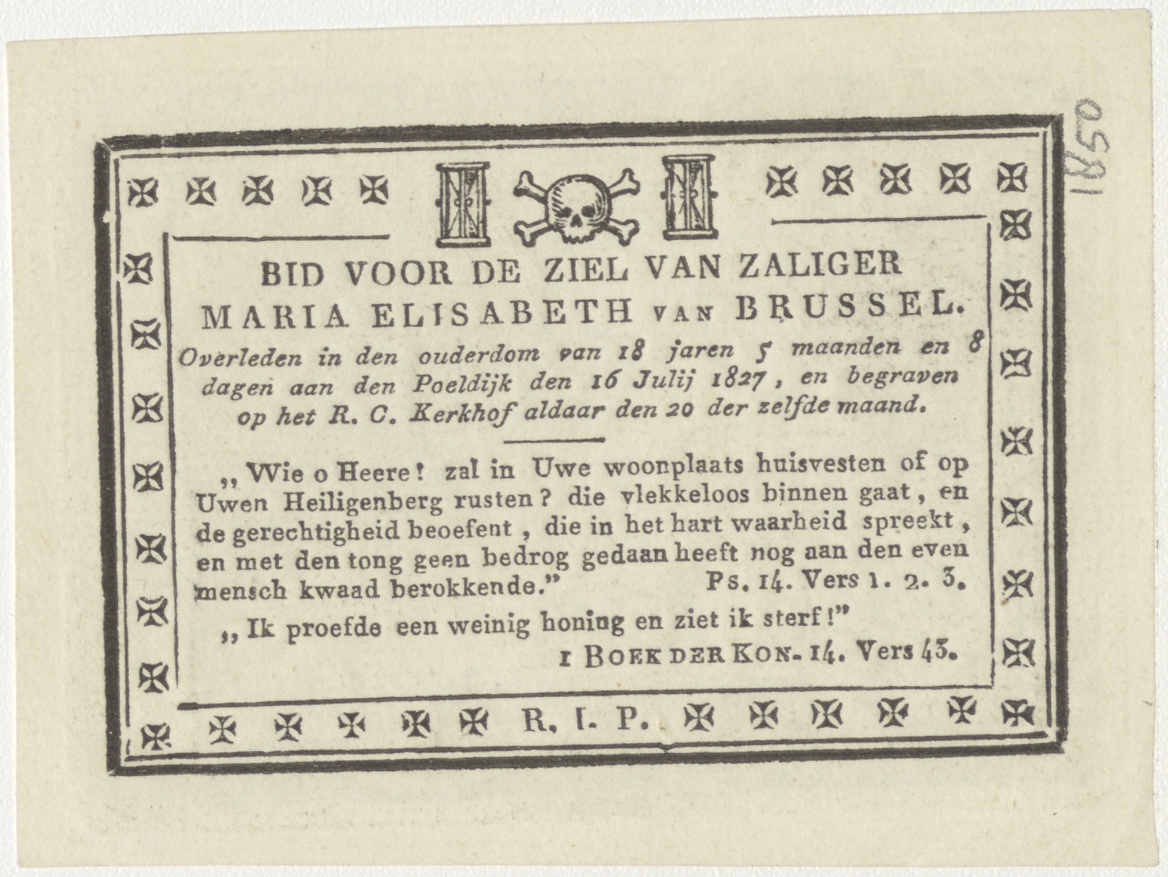 1850
BID VOOR DE ZIEL VAN ZALIGER
MARIA ELISABETH VAN BRUSSEL.
Overleden in den ouderdom van 18 jaren 5 maanden en 8
dagen aan den Poeldijk den 16 Julij 1827, en begraven
op het R. C. Kerkhof aldaar den 20 der zelfde maand.
„Wie o Heere! zal in Uwe woonplaats huisvesten of op
Uwen Heiligenberg rusten? die vlekkeloos binnen gaat, en
de gerechtigheid beoefent, die in het hart waarheid spreekt,
en met den tong geen bedrog gedaan heeft nog aan den even
mensch kwaad berokkende.” Ps. 14. Vers 1. 2. 3.
„Ik proefde een weinig honing en ziet ik sterf!”
1 BOEK DER KON. 14. Vers 43.
R. I. P.